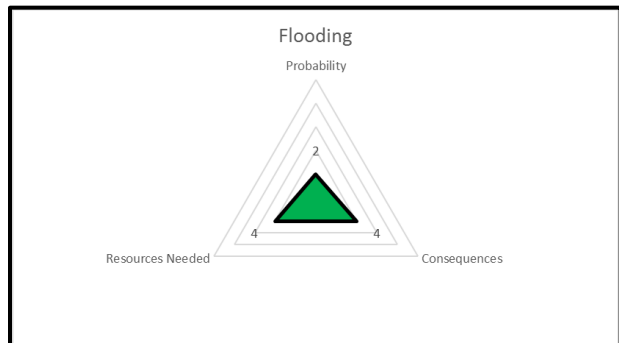 Flooding
Probability
2
4
4
Resources Needed
Consequences